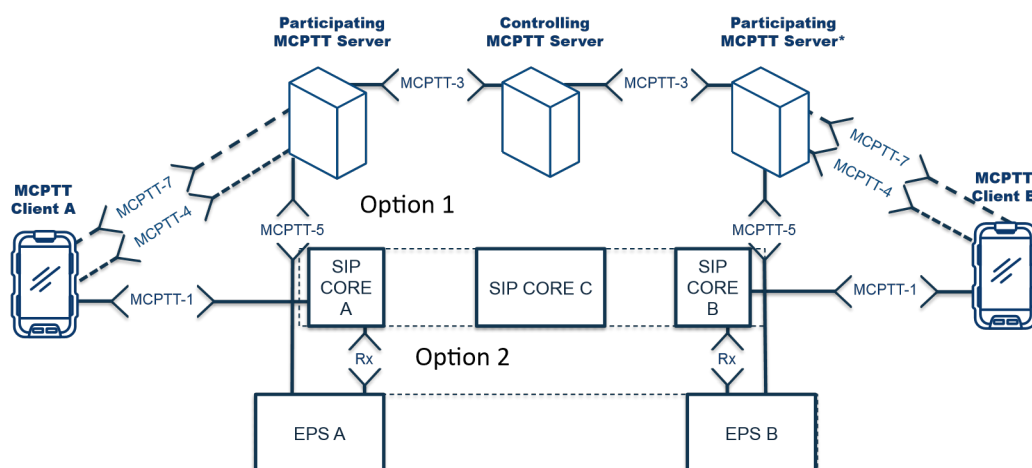 Participating
MCPTT Server
Controlling
MCPTT Server
Participating
MCPTT Server*
MCPTT-3
MCPTT-3
MCPTT-7
MCPTT-4
MCPTT-7
MCPTT-4
MCPTT
Client A
MCPTT
Client B
Option 1
MCPTT-5
MCPTT-5
SIP
CORE
A
SIP CORE C
SIP
CORE
B
MCPTT-1
MCPTT-1
Rx
Option 2
Rx
EPS A
EPS B